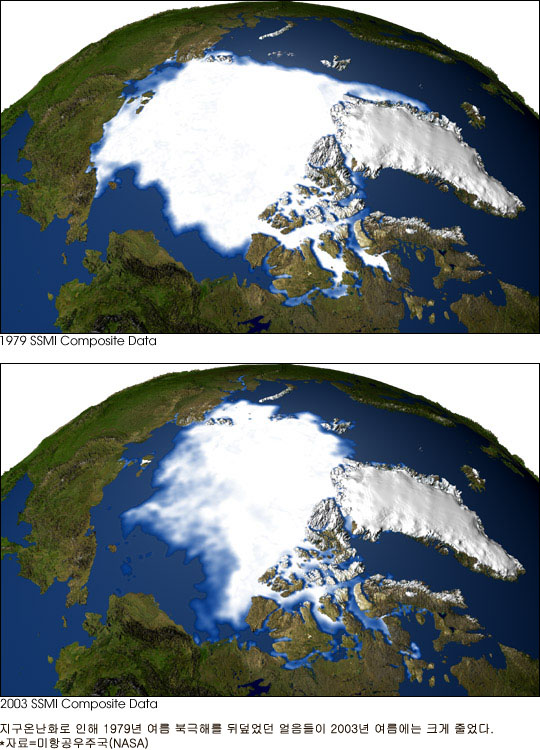 1979 SSMI Composite Data
2003 SSMI Composite Data
지구온난화로 인해 1979년 여름 북극해를 뒤덮었던 얼음들이 2003년 여름에는 크게 줄었다.
*자료=미항공우주국(NASA)